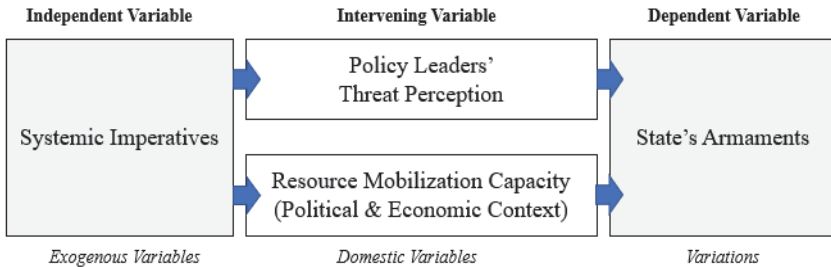 Independent Variable
Intervening Variable
Dependent Variable
Systemic Imperatives
Policy Leaders’
Threat Perception
Resource Mobilization Capacity
(Political & Economic Context)
State’s Armaments
Exogenous Variables
Domestic Variables
Variations